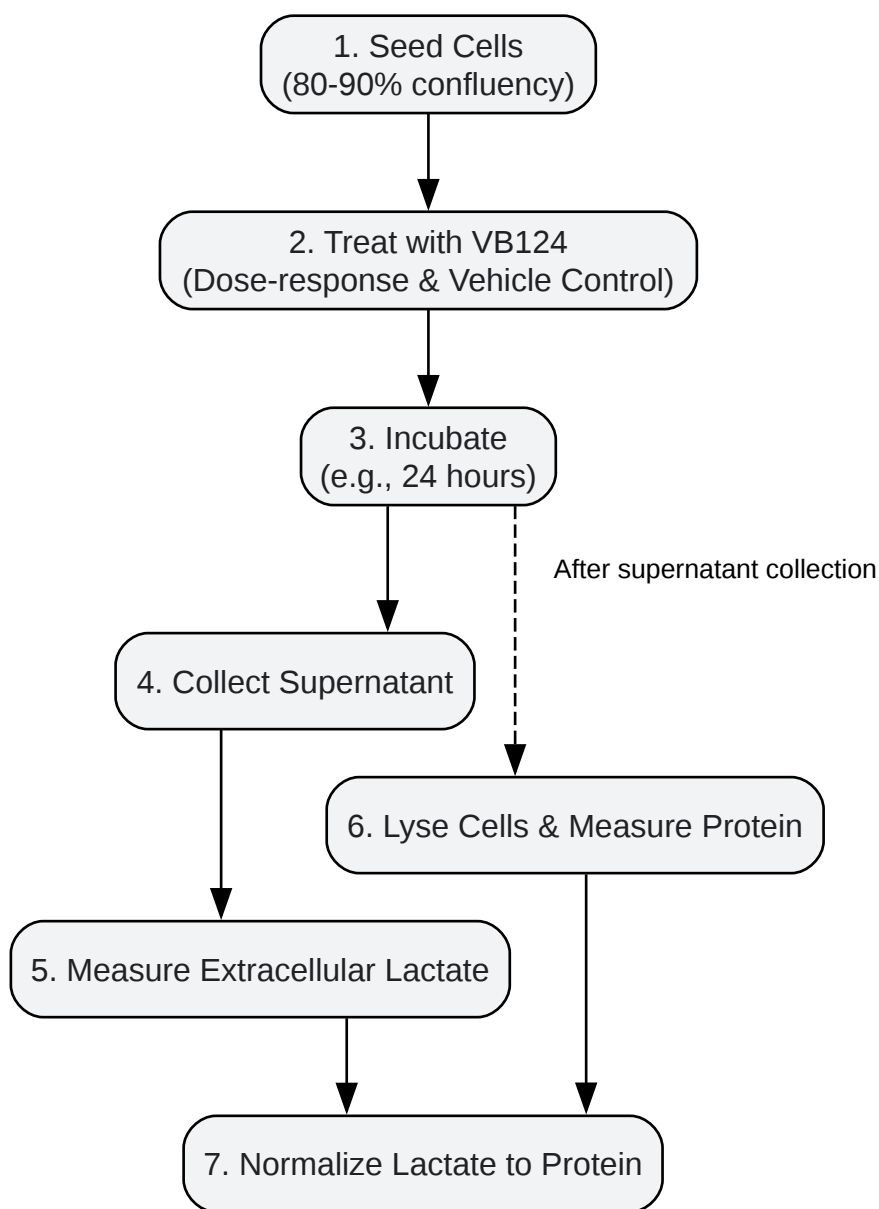 1. Seed Cells
(80-90% confluency)
2. Treat with VB124
(Dose-response & Vehicle Control)
3. Incubate
(e.g., 24 hours)
After supernatant collection
4. Collect Supernatant
6. Lyse Cells & Measure Protein
5. Measure Extracellular Lactate
7. Normalize Lactate to Protein